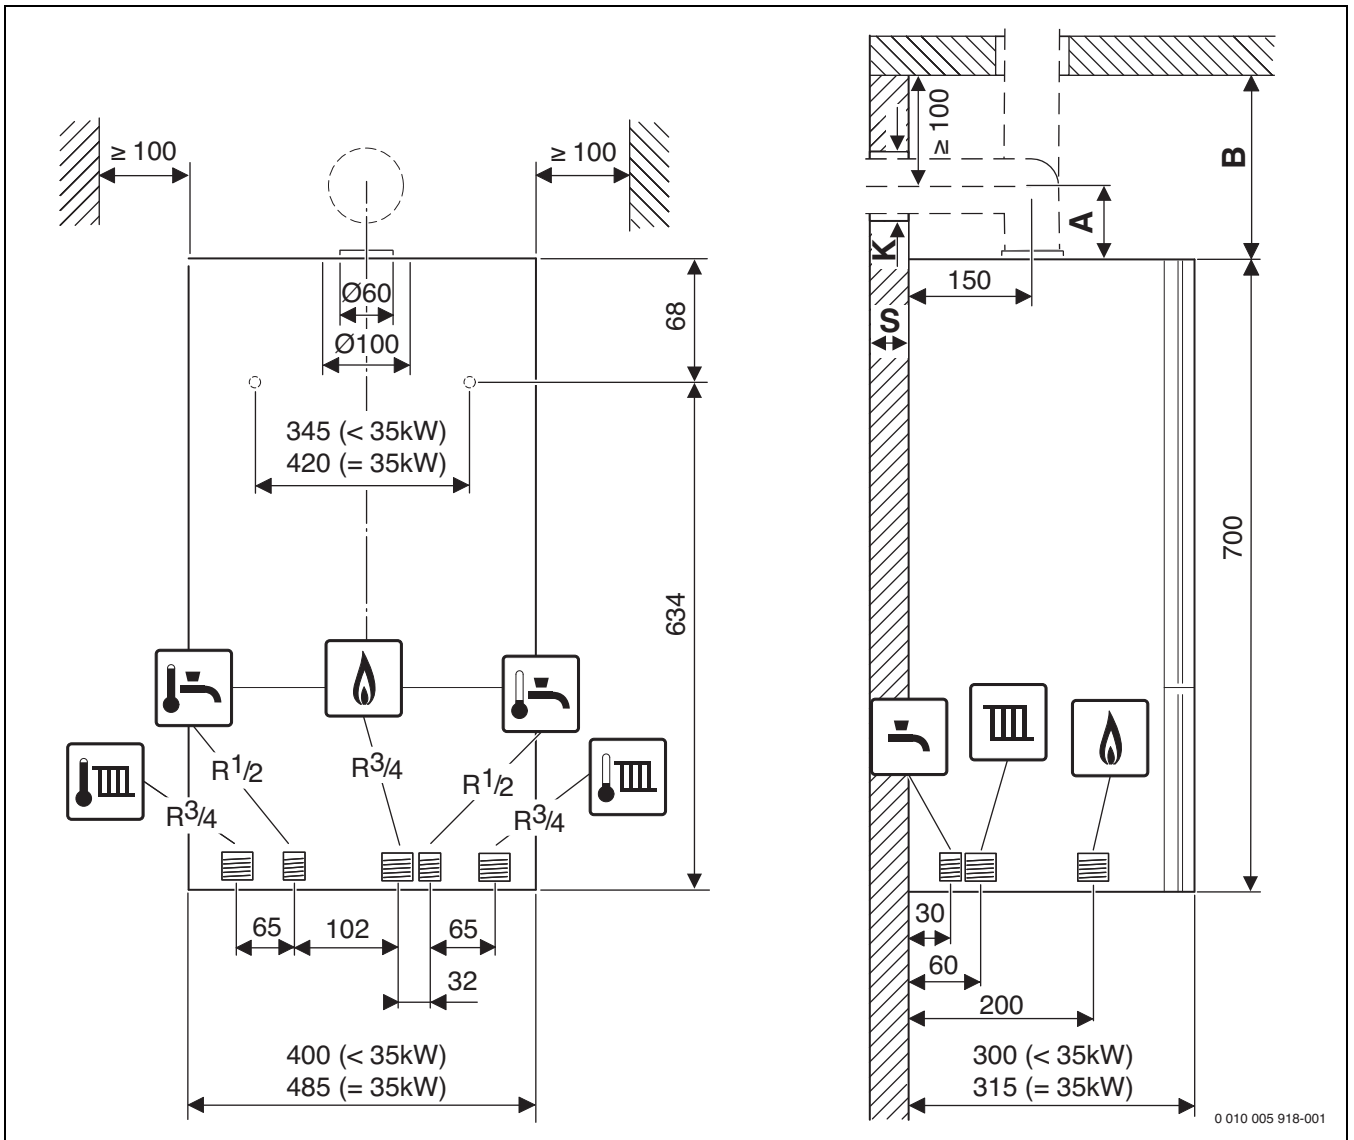 ≥ 100
≥ 100
Ø60
Ø100
68
345 (< 35kW)
420 (= 35kW)
634
R1/2
R3/4
R3/4
R1/2
R3/4
65
102
65
32
400 (< 35kW)
485 (= 35kW)
≥ 100
B
A
K
150
S
700
30
60
200
300 (< 35kW)
315 (= 35kW)
0 010 005 918-001